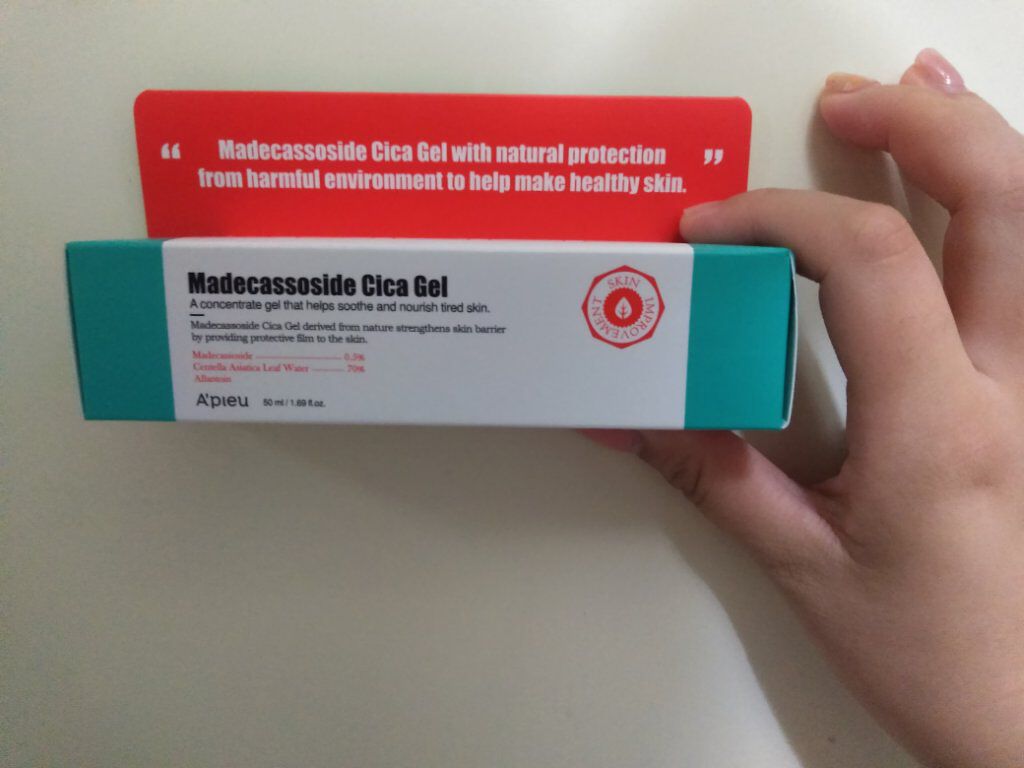 “ Madecassoside Cica Gel with natural protection ”
from harmful environment to help make healthy skin.
Madecassoside Cica Gel
A concentrate gel that helps soothe and nourish tired skin.
Madecassoside Cica Gel derived from nature strengthens skin barrier
by providing protective film to the skin.
Madecassoside 0.5%
Centella Asiatica Leaf Water 70%
Allantoin
A'pieu 50 ml / 1.69 fl.oz.
SKIN IMPROVEMENT